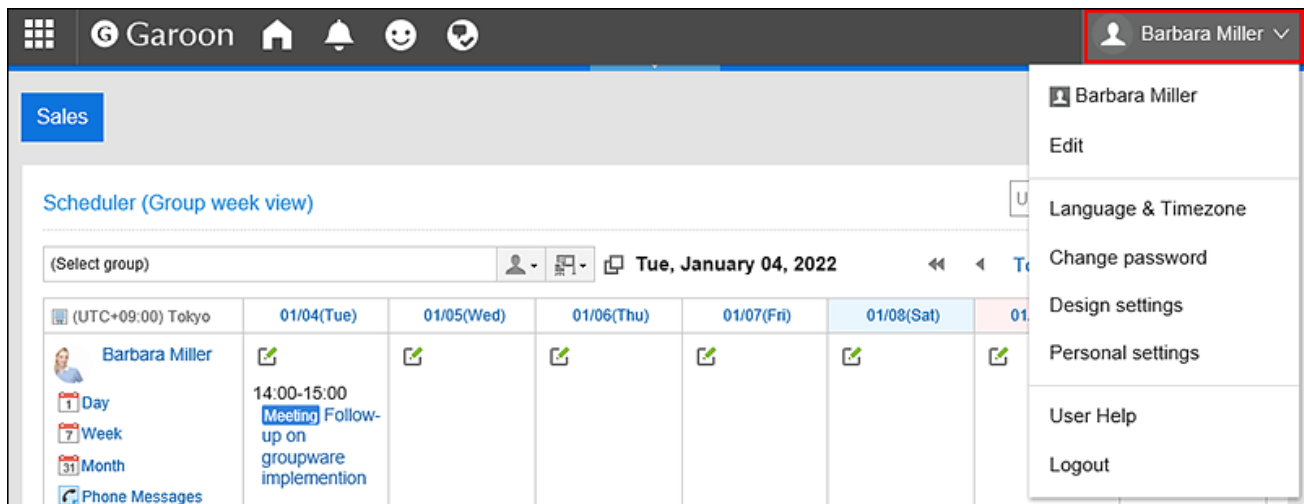 G Garoon
Barbara Miller
Barbara Miller
Edit
Language & Timezone
Change password
Design settings
Personal settings
User Help
Logout
Sales
Scheduler (Group week view)
(Select group)
Tue, January 04, 2022
(UTC+09:00) Tokyo
01/04(Tue)
01/05(Wed)
01/06(Thu)
01/07(Fri)
01/08(Sat)
Barbara Miller
1 Day
7 Week
31 Month
Phone Messages
14:00-15:00
Meeting Follow-
up on
groupware
implemention